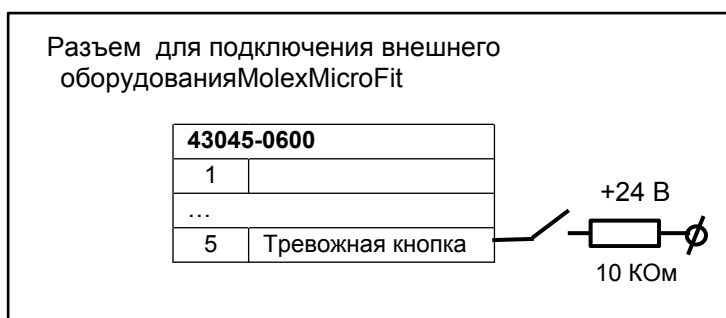 Разъем для подключения внешнего
оборудованияMolexMicroFit
43045-0600
1
+24 В
…
5 Тревожная кнопка
10 КОм